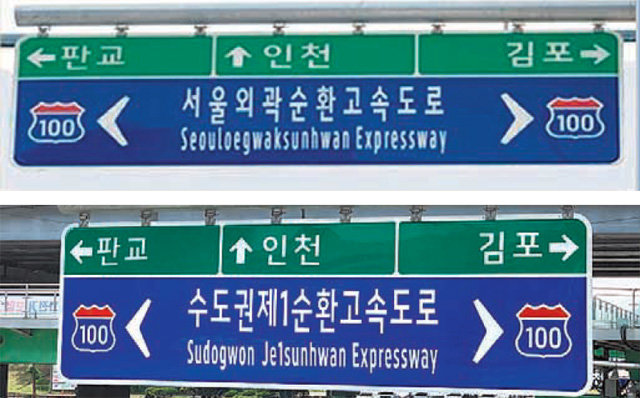 ←판교 ↑인천 김포→
100 < 서울외곽순환고속도로 > 100
Seouloegwaksunhwan Expressway
←판교 ↑인천 김포→
100 < 수도권제1순환고속도로 > 100
Sudogwon Je1sunhwan Expressway